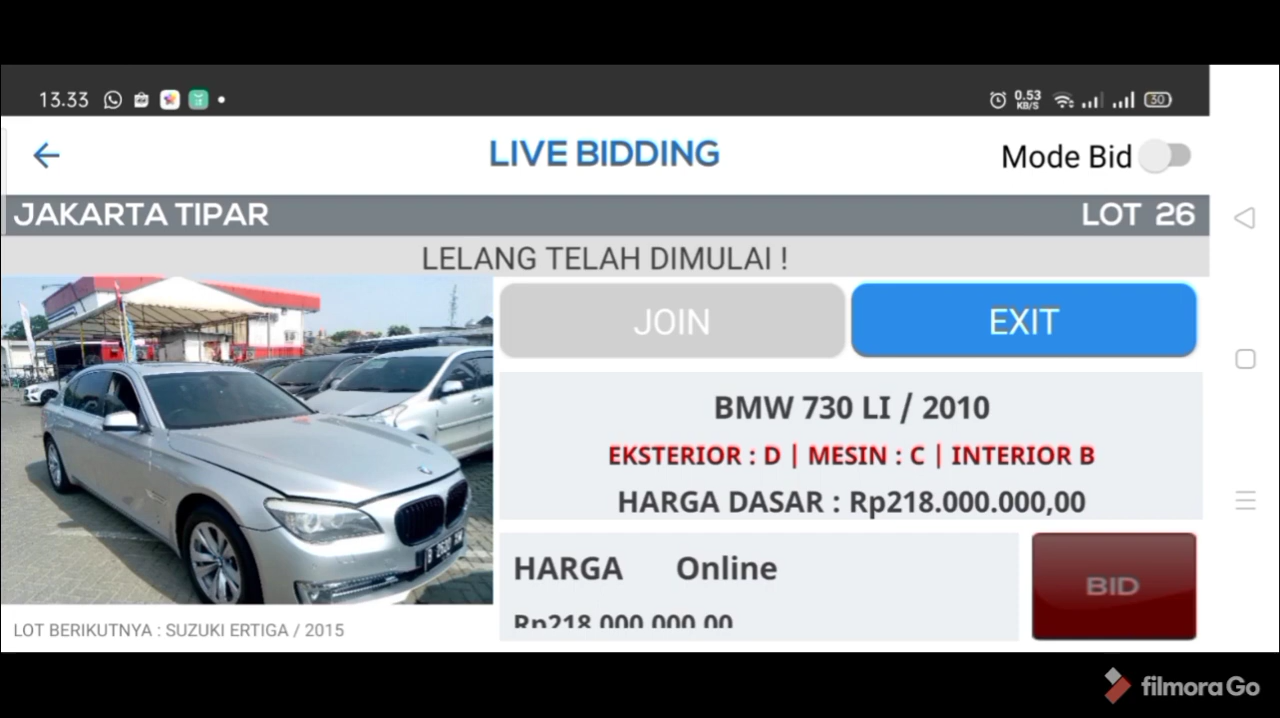 13.33
0.53
KB/S
30
LIVE BIDDING
Mode Bid
JAKARTA TIPAR
LOT 26
LELANG TELAH DIMULAI !
JOIN
EXIT
BMW 730 LI / 2010
EKSTERIOR : D | MESIN : C | INTERIOR B
HARGA DASAR : Rp218.000.000,00
HARGA Online
Rp218.000.000,00
BID
LOT BERIKUTNYA : SUZUKI ERTIGA / 2015
filmoraGo